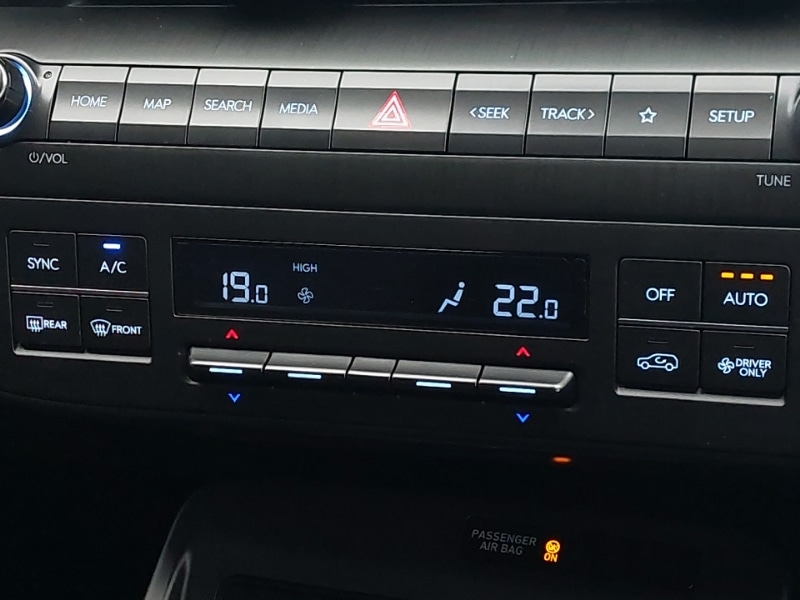 HOME MAP SEARCH MEDIA <SEEK TRACK> SETUP
/VOL
TUNE
SYNC A/C
HIGH
19.0 22.0
OFF AUTO
REAR FRONT
DRIVER
ONLY
PASSENGER
AIR BAG
ON